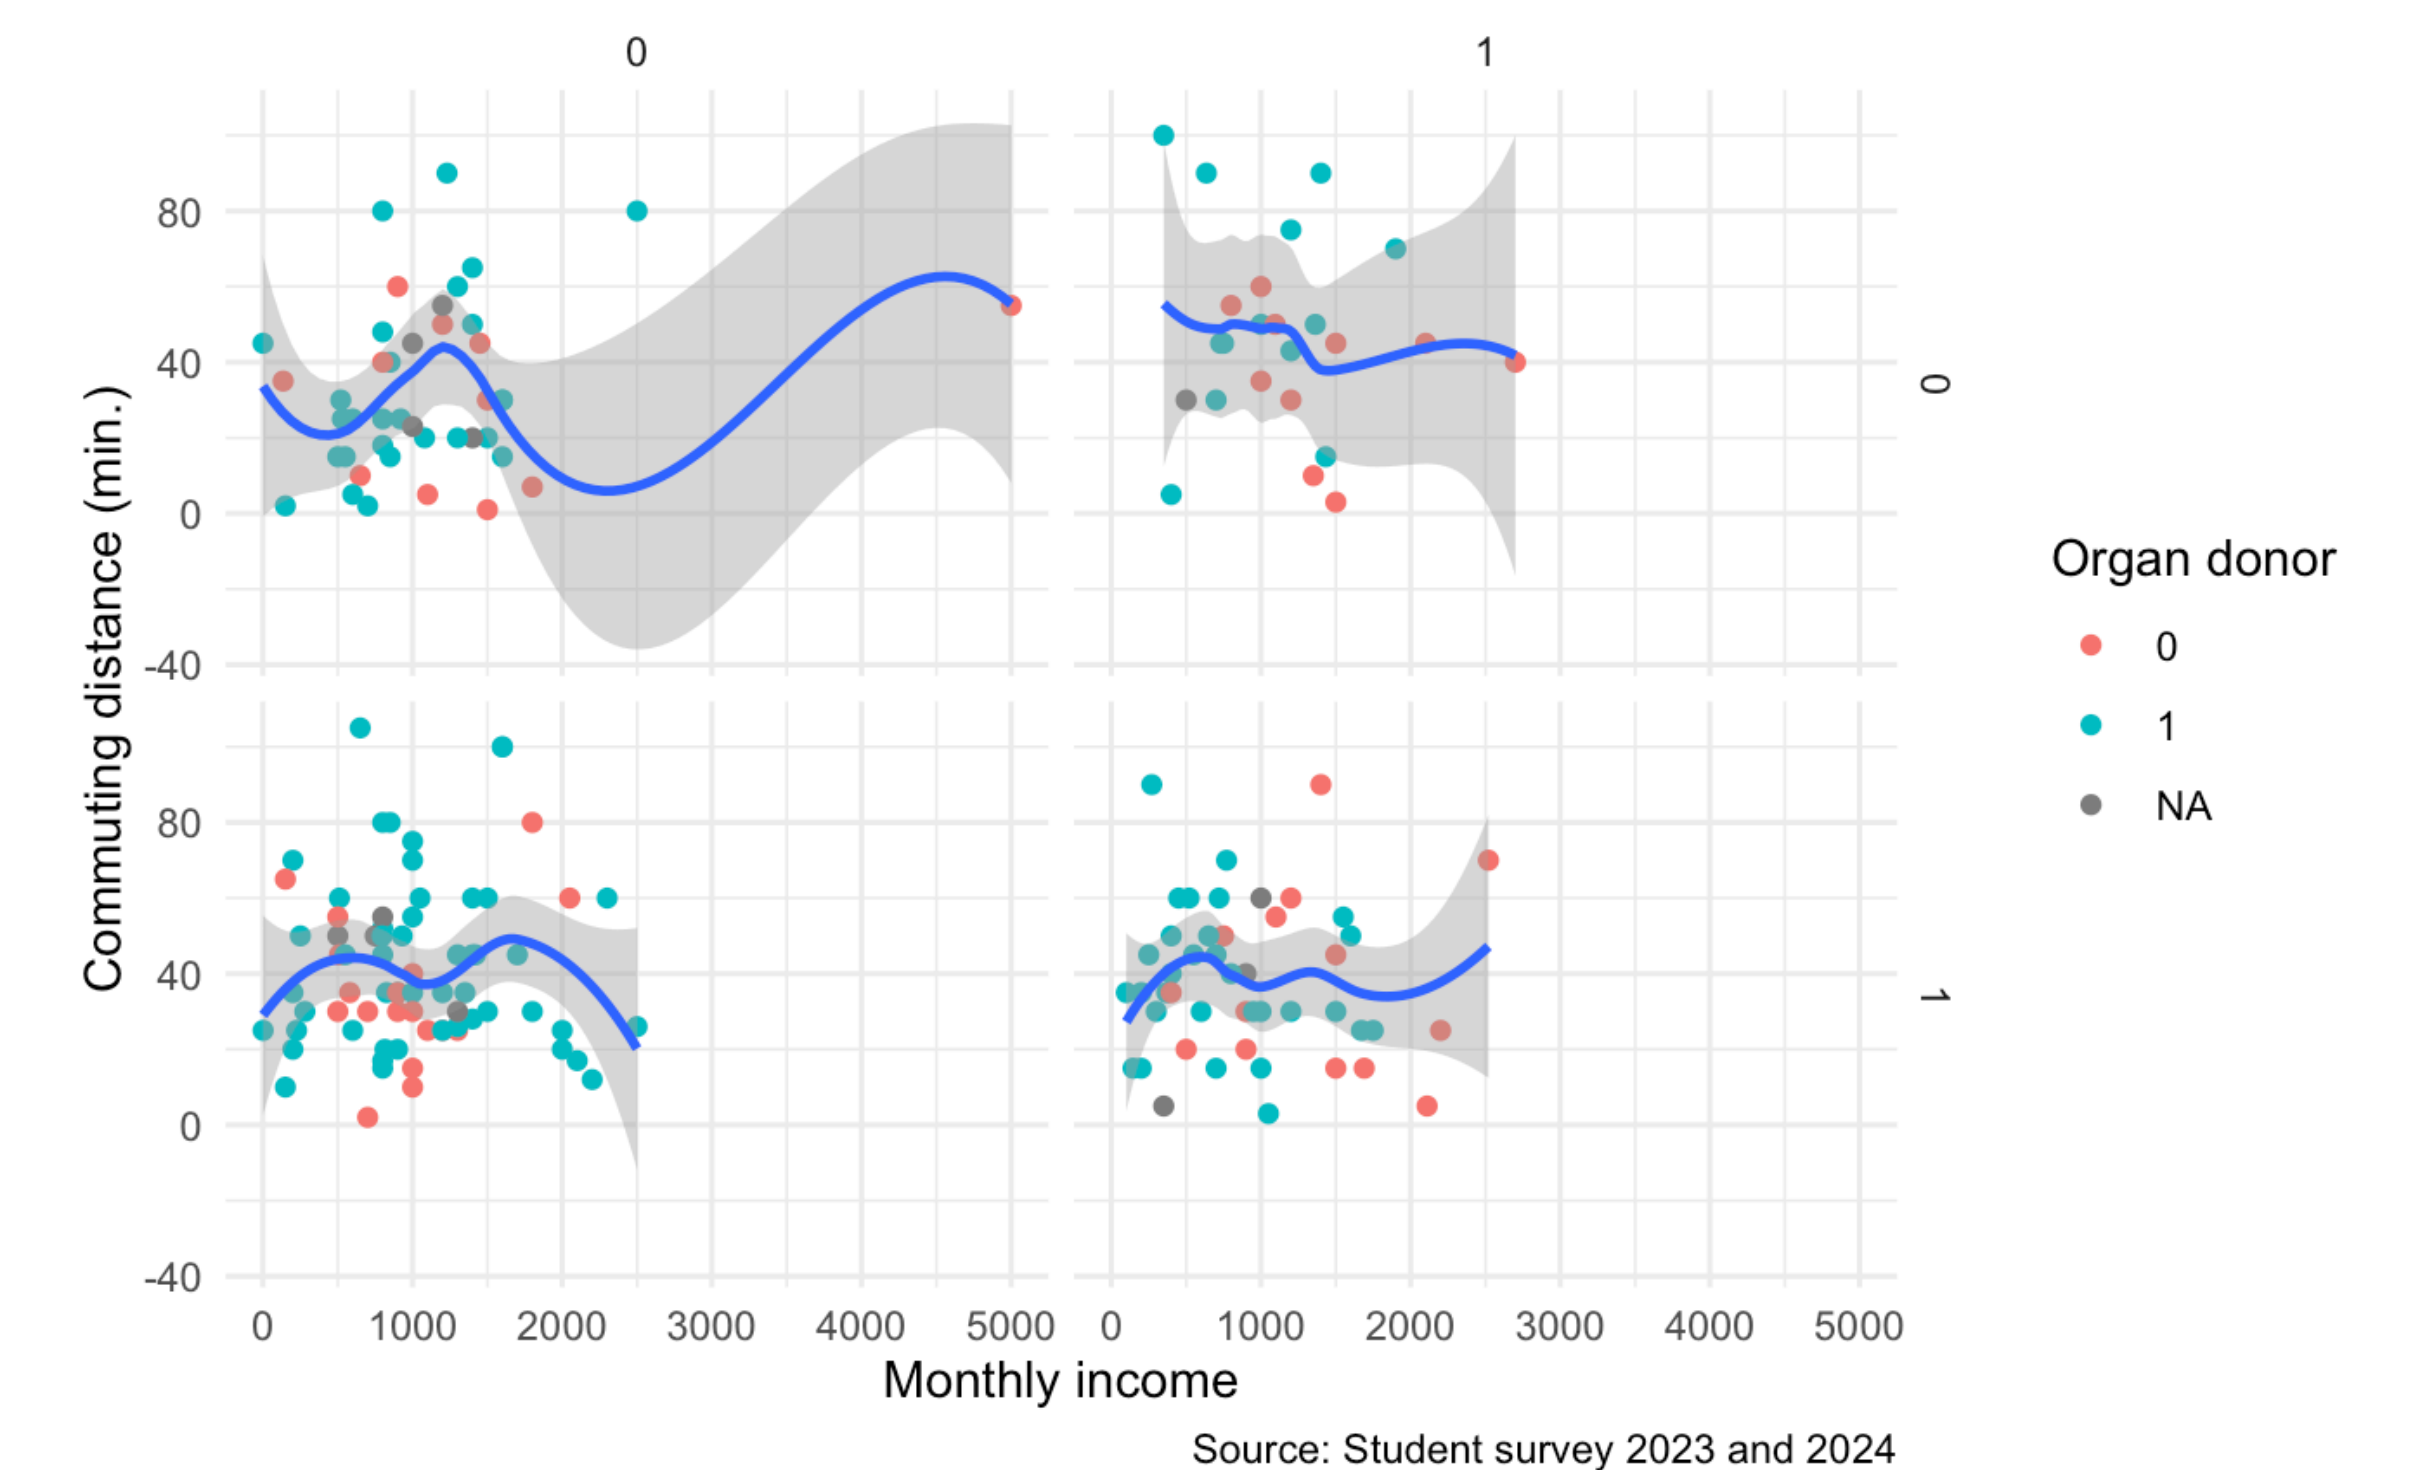 0 1
80
40
0
-40
0
80
40
0
-40
1
Commuting distance (min.)
0 1000 2000 3000 4000 5000 0 1000 2000 3000 4000 5000
Monthly income
Organ donor
0
1
NA
Source: Student survey 2023 and 2024